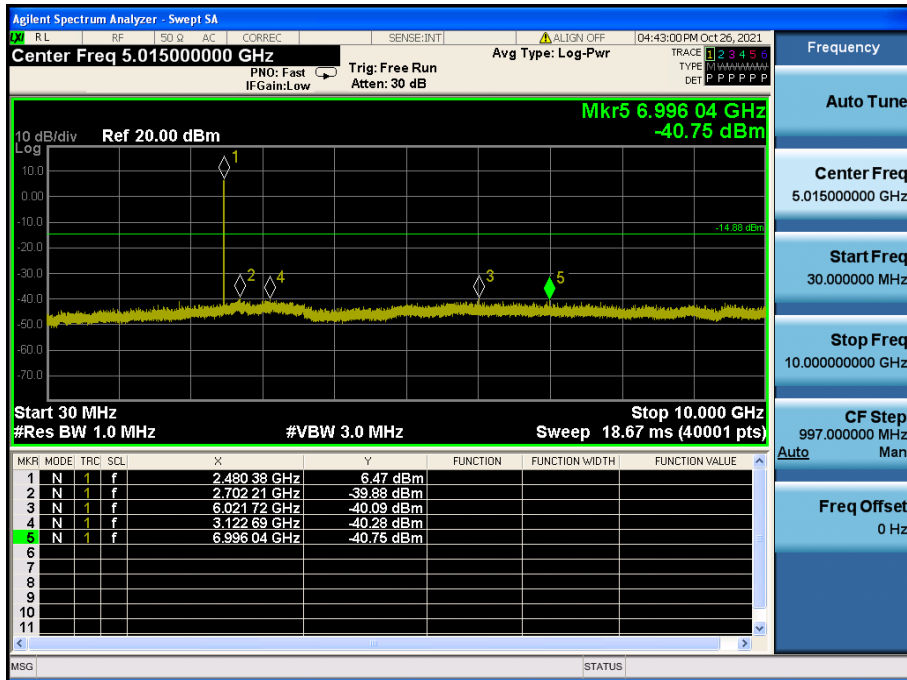 Agilent Spectrum Analyzer - Swept SA
LXI RL RF 50 Ω AC CORREC SENSE:INT ALIGN OFF 04:43:00 PM Oct 26, 2021
Center Freq 5.015000000 GHz
PNO: Fast
IFGain:Low
Trig: Free Run
Atten: 30 dB
Avg Type: Log-Pwr
TRACE 1 2 3 4 5 6
TYPE M WWWWW
DET P P P P P P
Mkr5 6.996 04 GHz
-40.75 dBm
10 dB/div Ref 20.00 dBm
Log
10.0
0.00
-10.0
-20.0
-30.0
-40.0
-50.0
-60.0
-70.0
-14.88 dBm
1
2
4
3
5
Start 30 MHz Stop 10.000 GHz
#Res BW 1.0 MHz #VBW 3.0 MHz Sweep 18.67 ms (40001 pts)
MKR MODE TRC SCL X Y FUNCTION FUNCTION WIDTH FUNCTION VALUE
1 N 1 f 2.480 38 GHz 6.47 dBm
2 N 1 f 2.702 21 GHz -39.88 dBm
3 N 1 f 6.021 72 GHz -40.09 dBm
4 N 1 f 3.122 69 GHz -40.28 dBm
5 N 1 f 6.996 04 GHz -40.75 dBm
6
7
8
9
10
11
MSG STATUS
Frequency
Auto Tune
Center Freq
5.015000000 GHz
Start Freq
30.000000 MHz
Stop Freq
10.000000000 GHz
CF Step
997.000000 MHz
Auto Man
Freq Offset
0 Hz